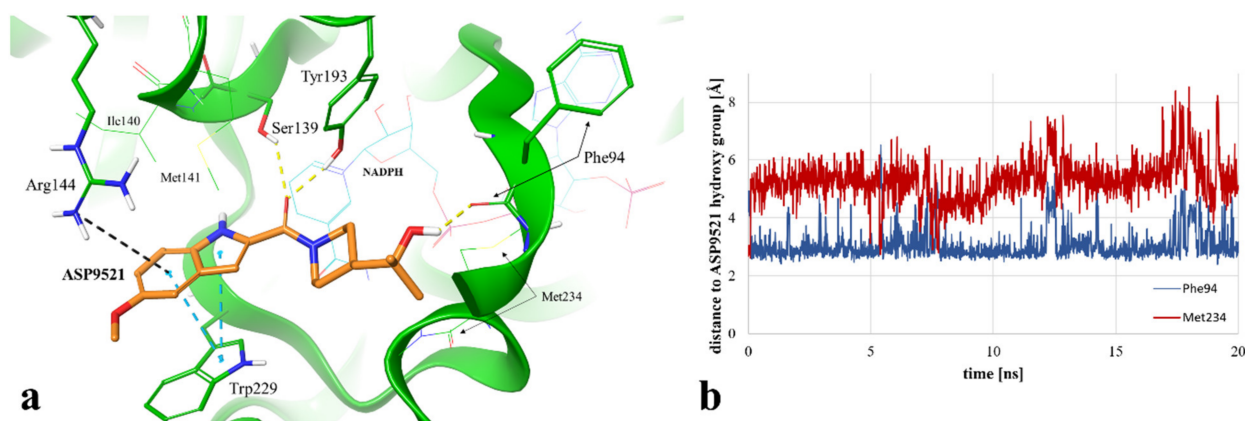 Tyr193
Ile140
Ser139
Phe94
Arg144
Met141
NADPH
ASP9521
Met234
Trp229
a
distance to ASP9521 hydroxy group [Å]
8
6
4
2
0
Phe94
Met234
0
5
10
15
20
time [ns]
b